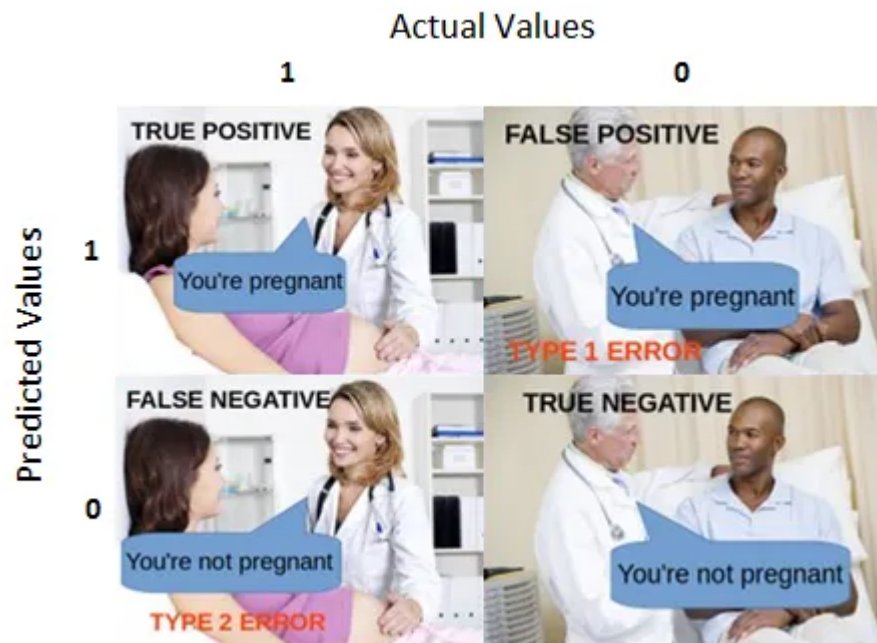 Actual Values
1
0
Predicted Values
1
TRUE POSITIVE
You're pregnant
FALSE POSITIVE
You're pregnant
TYPE 1 ERROR
0
FALSE NEGATIVE
You're not pregnant
TYPE 2 ERROR
TRUE NEGATIVE
You're not pregnant